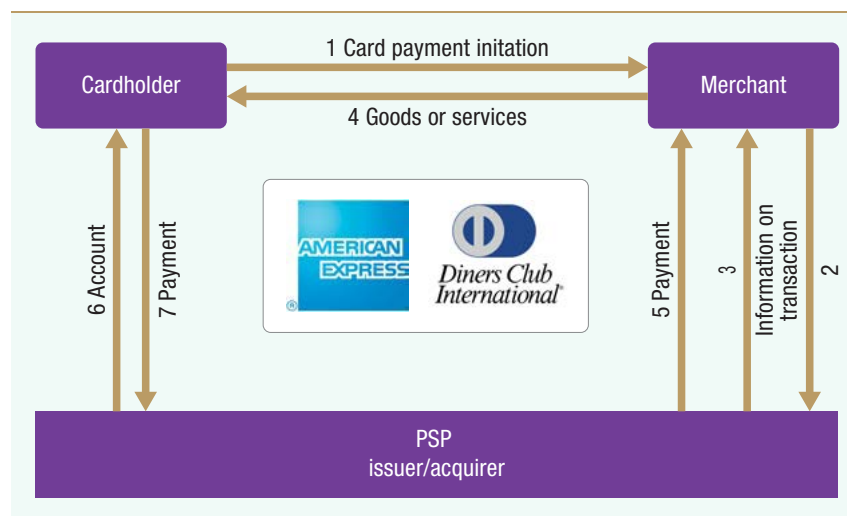 1 Card payment initation
Cardholder
Merchant
4 Goods or services
AMERICAN
EXPRESS
®
Diners Club
International®
6 Account
7 Payment
5 Payment
3
Information on
transaction
2
PSP
issuer/acquirer